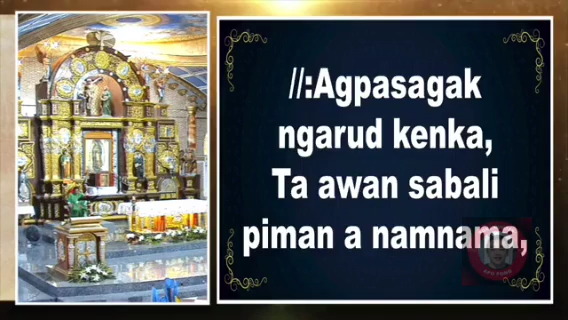 //:Agpasagak
ngarud kenka,
Ta awan sabali
piman a namnama,